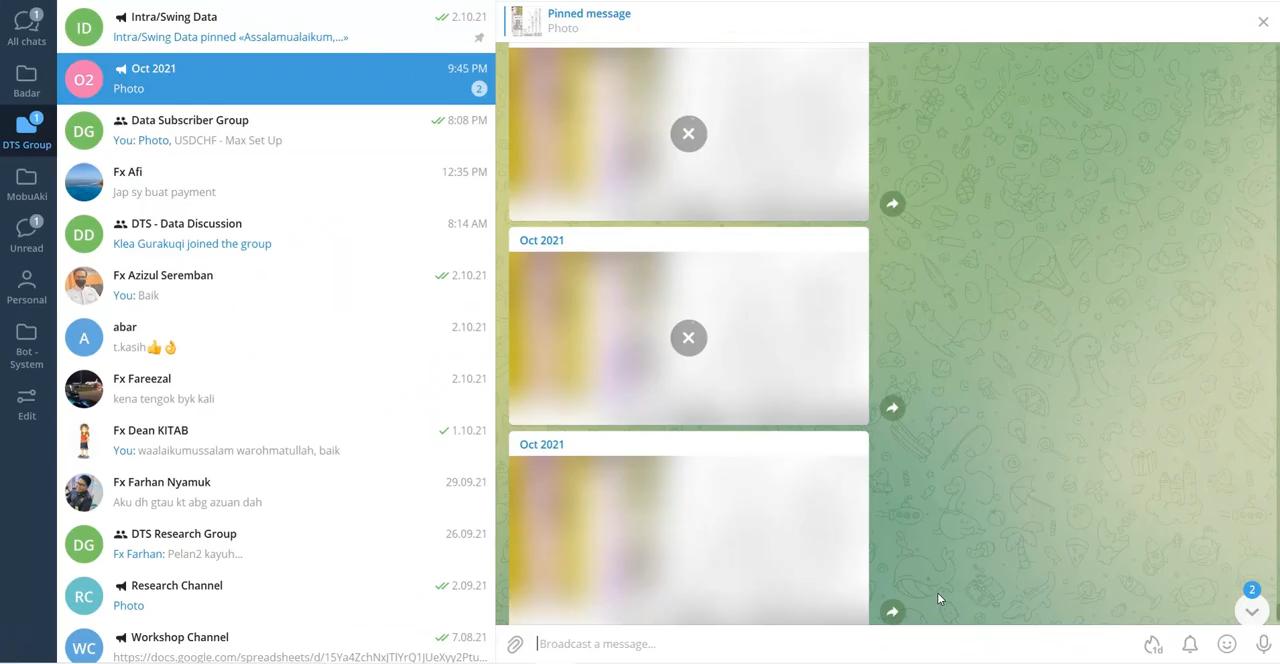 1
All chats
Badar
1
DTS Group
MobuAki
1
Unread
Personal
Bot -
System
Edit
ID
Intra/Swing Data
2.10.21
Intra/Swing Data pinned «Assalamualaikum,...»
O2
Oct 2021
9:45 PM
Photo
2
DG
Data Subscriber Group
8:08 PM
You: Photo, USDCHF - Max Set Up
Fx Afi
12:35 PM
Jap sy buat payment
DD
DTS - Data Discussion
8:14 AM
Klea Gurakuqi joined the group
Fx Azizul Seremban
2.10.21
You: Baik
A
abar
2.10.21
t.kasih👍👌
Fx Fareezal
2.10.21
kena tengok byk kali
Fx Dean KITAB
1.10.21
You: waalaikumussalam warohmatullah, baik
Fx Farhan Nyamuk
29.09.21
Aku dh gtau kt abg azuan dah
DG
DTS Research Group
26.09.21
Fx Farhan: Pelan2 kayuh...
RC
Research Channel
2.09.21
Photo
WC
Workshop Channel
7.08.21
Pinned message
Photo
Oct 2021
Oct 2021
2
Broadcast a message...